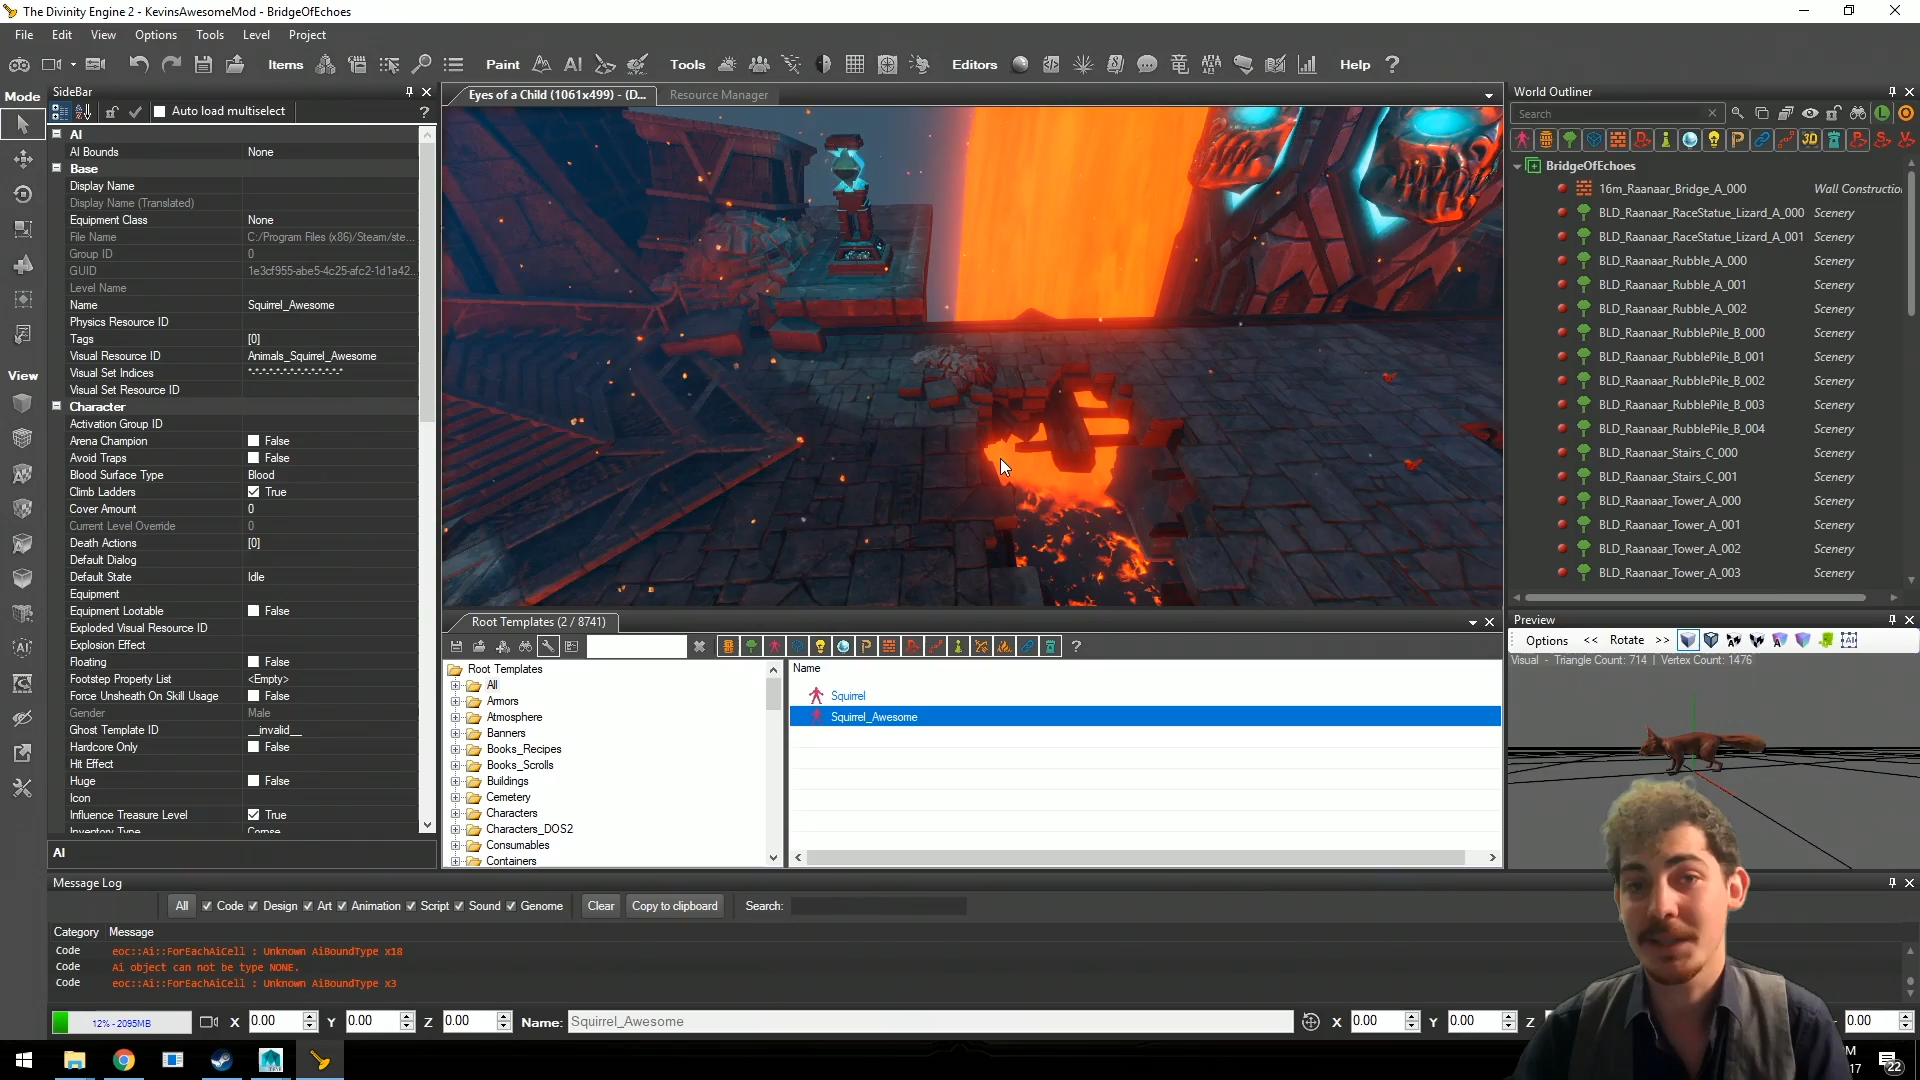 The Divinity Engine 2 - KevinsAwesomeMod - BridgeOfEchoes
File Edit View Options Tools Level Project
Items Paint Tools Editors Help
Mode
SideBar
Auto load multiselect
AI
AI Bounds None
Base
Display Name
Display Name (Translated)
Equipment Class None
File Name C:/Program Files (x86)/Steam/ste...
Group ID 0
GUID 1e3cf955-abe5-4c25-afc2-1d1a42...
Level Name
Name Squirrel_Awesome
Physics Resource ID
Tags [0]
Visual Resource ID Animals_Squirrel_Awesome
Visual Set Indices *-*-*-*-*-*-*-*-*-*-*-*-*-*
Visual Set Resource ID
View
Character
Activation Group ID
Arena Champion False
Avoid Traps False
Blood Surface Type Blood
Climb Ladders True
Cover Amount 0
Current Level Override 0
Death Actions [0]
Default Dialog
Default State Idle
Equipment
Equipment Lootable False
Exploded Visual Resource ID
Explosion Effect
Floating False
Footstep Property List <Empty>
Force Unsheath On Skill Usage False
Gender Male
Ghost Template ID __invalid__
Hardcore Only False
Hit Effect
Huge False
Icon
Influence Treasure Level True
Inventory Type Corpse
AI
Eyes of a Child (1061x499) - (D...
Resource Manager
Root Templates (2 / 8741)
Root Templates
All
Armors
Atmosphere
Banners
Books_Recipes
Books_Scrolls
Buildings
Cemetery
Characters
Characters_DOS2
Consumables
Containers
Name
Squirrel
Squirrel_Awesome
World Outliner
Search
BridgeOfEchoes
16m_Raanaar_Bridge_A_000 Wall Constructio
BLD_Raanaar_RaceStatue_Lizard_A_000 Scenery
BLD_Raanaar_RaceStatue_Lizard_A_001 Scenery
BLD_Raanaar_Rubble_A_000 Scenery
BLD_Raanaar_Rubble_A_001 Scenery
BLD_Raanaar_Rubble_A_002 Scenery
BLD_Raanaar_RubblePile_B_000 Scenery
BLD_Raanaar_RubblePile_B_001 Scenery
BLD_Raanaar_RubblePile_B_002 Scenery
BLD_Raanaar_RubblePile_B_003 Scenery
BLD_Raanaar_RubblePile_B_004 Scenery
BLD_Raanaar_Stairs_C_000 Scenery
BLD_Raanaar_Stairs_C_001 Scenery
BLD_Raanaar_Tower_A_000 Scenery
BLD_Raanaar_Tower_A_001 Scenery
BLD_Raanaar_Tower_A_002 Scenery
BLD_Raanaar_Tower_A_003 Scenery
Preview
Options << Rotate >>
Visual - Triangle Count: 714 | Vertex Count: 1476
Message Log
All Code Design Art Animation Script Sound Genome Clear Copy to clipboard Search:
Category Message
Code eoc::Ai::ForEachAiCell : Unknown AiBoundType x18
Code Ai object can not be type NONE.
Code eoc::Ai::ForEachAiCell : Unknown AiBoundType x3
12% - 2095MB X 0.00 Y 0.00 Z 0.00 Name: Squirrel_Awesome X 0.00 Y 0.00 Z 0.00
M
17
22